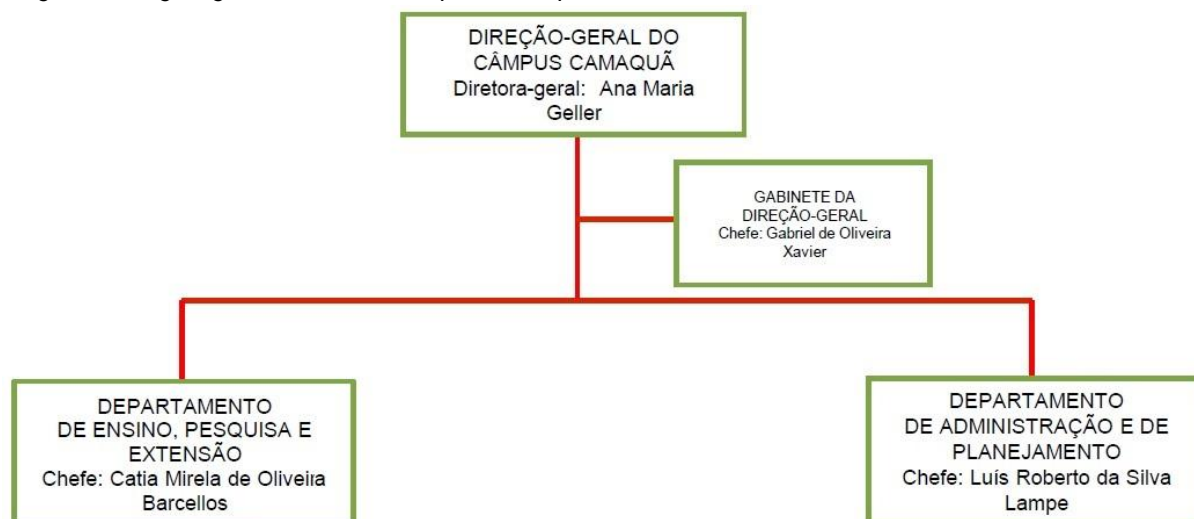 DIREÇÃO-GERAL DO
CÂMPUS CAMAQUÃ
Diretora-geral: Ana Maria
Geller
GABINETE DA
DIREÇÃO-GERAL
Chefe: Gabriel de Oliveira
Xavier
DEPARTAMENTO
DE ENSINO, PESQUISA E
EXTENSÃO
Chefe: Catia Mirela de Oliveira
Barcellos
DEPARTAMENTO
DE ADMINISTRAÇÃO E DE
PLANEJAMENTO
Chefe: Luís Roberto da Silva
Lampe